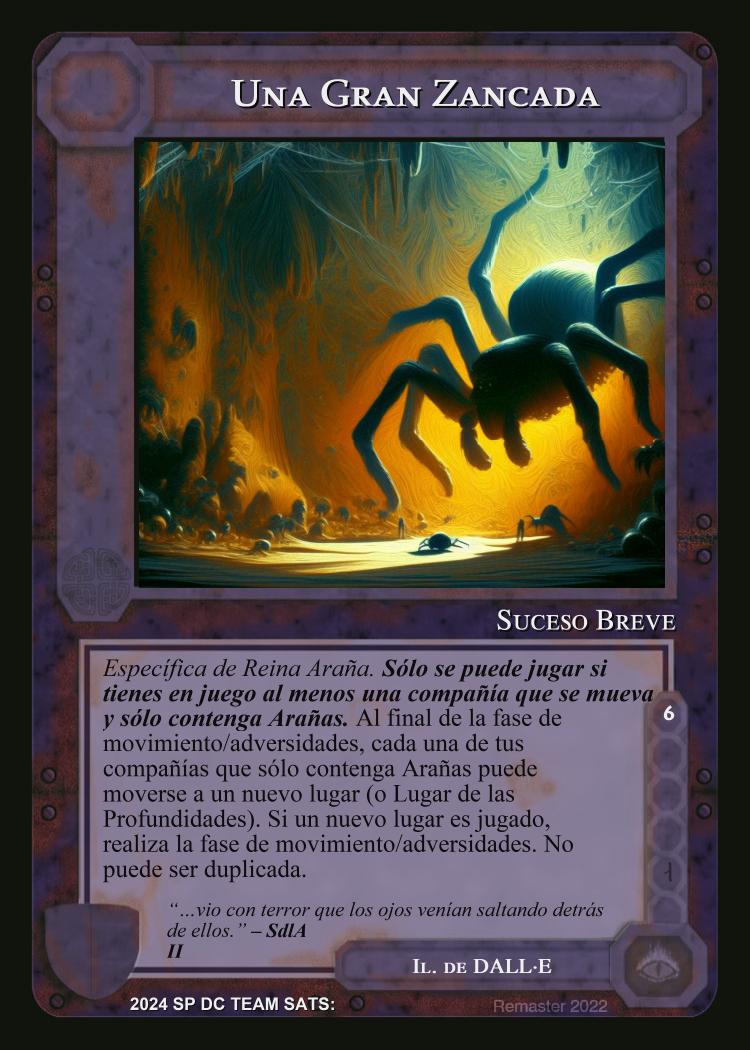 Una Gran Zancada
Suceso Breve
Específica de Reina Araña. Sólo se puede jugar si
tienes en juego al menos una compañía que se mueva
y sólo contenga Arañas. Al final de la fase de
movimiento/adversidades, cada una de tus
compañías que sólo contenga Arañas puede
moverse a un nuevo lugar (o Lugar de las
Profundidades). Si un nuevo lugar es jugado,
realiza la fase de movimiento/adversidades. No
puede ser duplicada.
6
“…vio con terror que los ojos venían saltando detrás
de ellos.” – SdlA
II
Il. de DALL·E
2024 SP DC TEAM SATS:
Remaster 2022